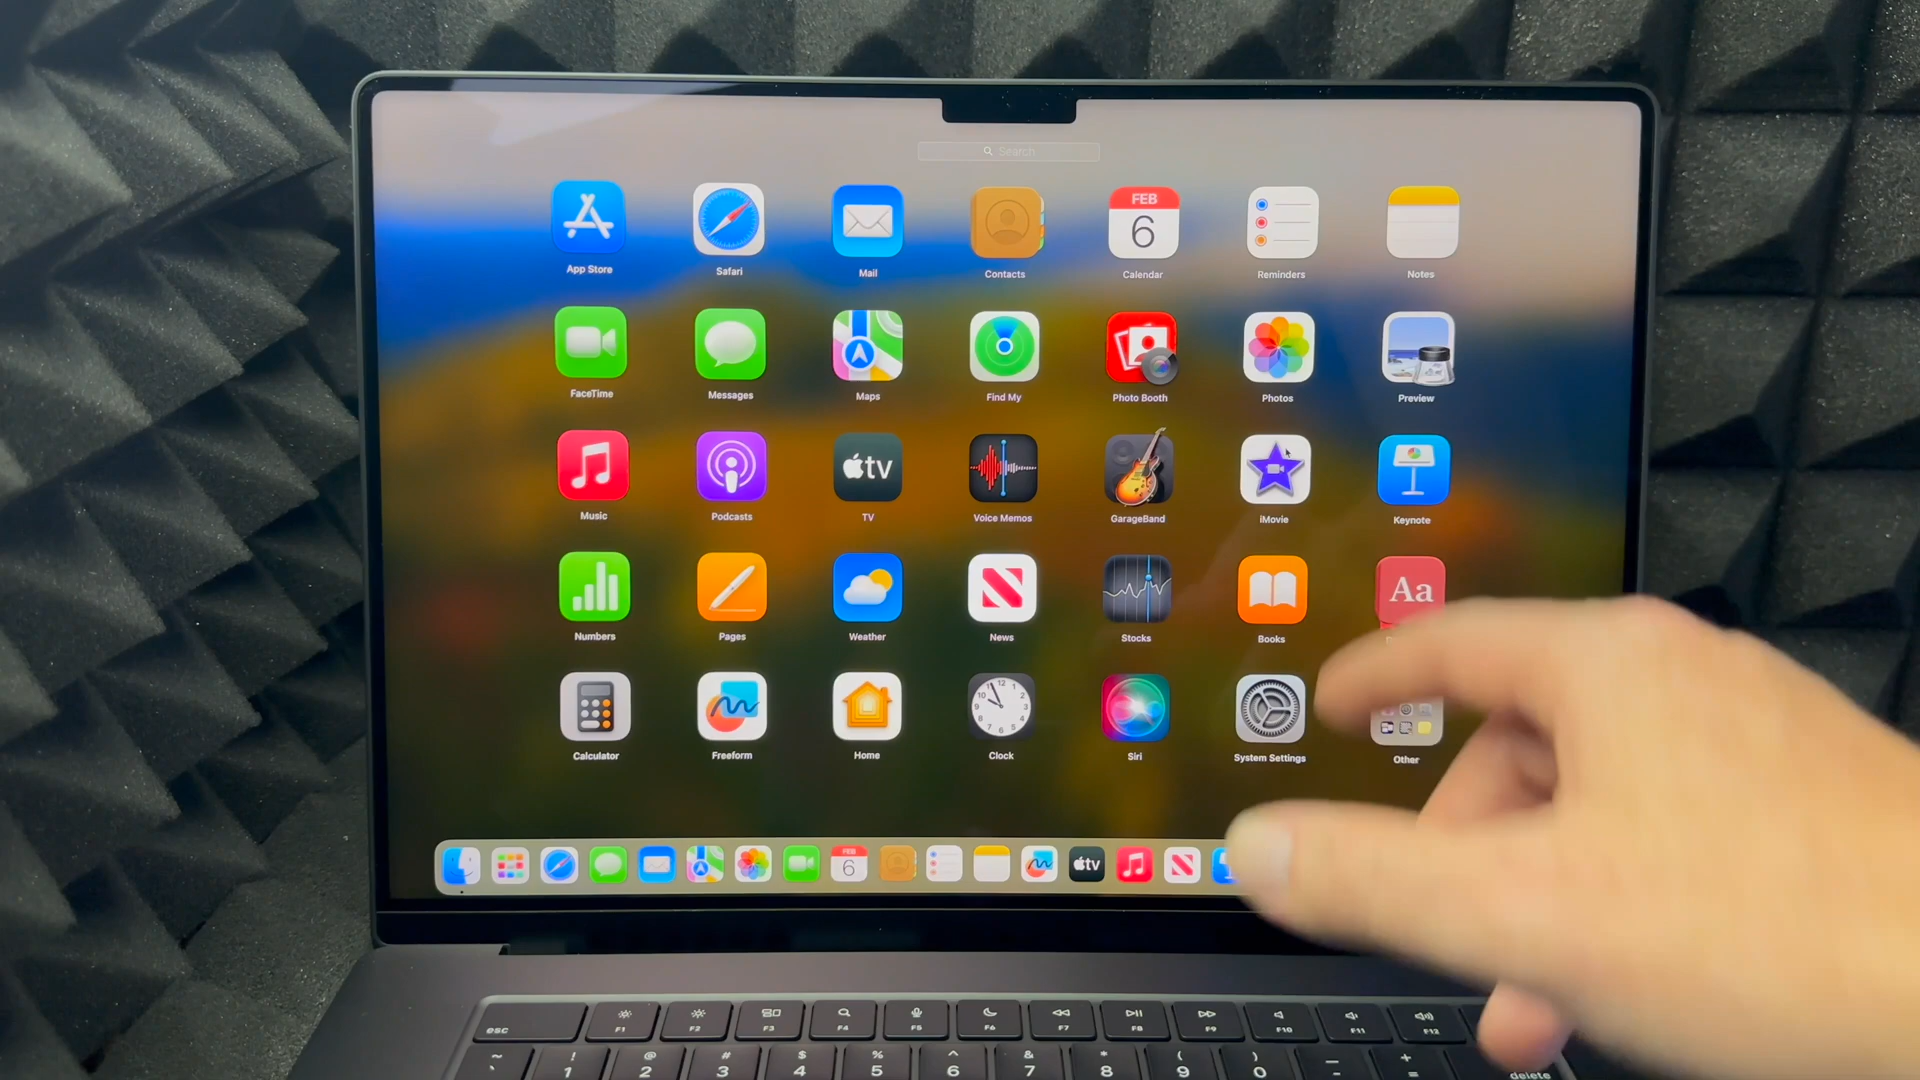 Search
FEB
6
App Store
Safari
Mail
Contacts
Calendar
Reminders
Notes
FaceTime
Messages
Maps
Find My
Photo Booth
Photos
Preview
tv
Music
Podcasts
TV
Voice Memos
GarageBand
iMovie
Keynote
Aa
Numbers
Pages
Weather
News
Stocks
Books
Calculator
Freeform
Home
Clock
Siri
System Settings
Other
FEB
6
tv
esc
F1
F2
F3
F4
F5
F6
F7
F8
F9
F10
F11
F12
~ ! @ # $ % ^ & * ( ) _ +
` 1 2 3 4 5 6 7 8 9 0 - = delete